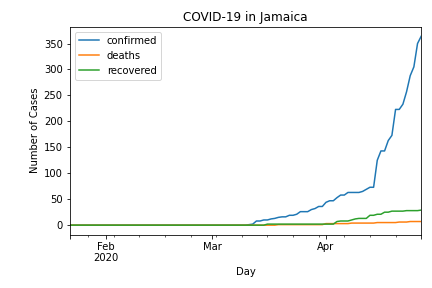 COVID-19 in Jamaica
confirmed
deaths
recovered
350
300
250
200
150
100
50
0
Number of Cases
Feb
2020
Mar
Apr
Day